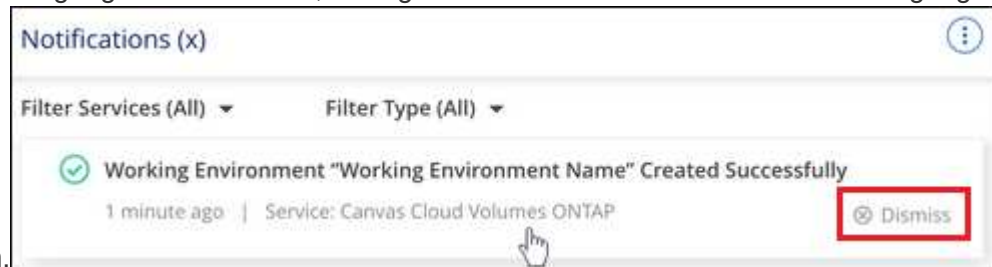 Notifications (x)
Filter Services (All) Filter Type (All)
Working Environment “Working Environment Name” Created Successfully
1 minute ago | Service: Canvas Cloud Volumes ONTAP
Dismiss